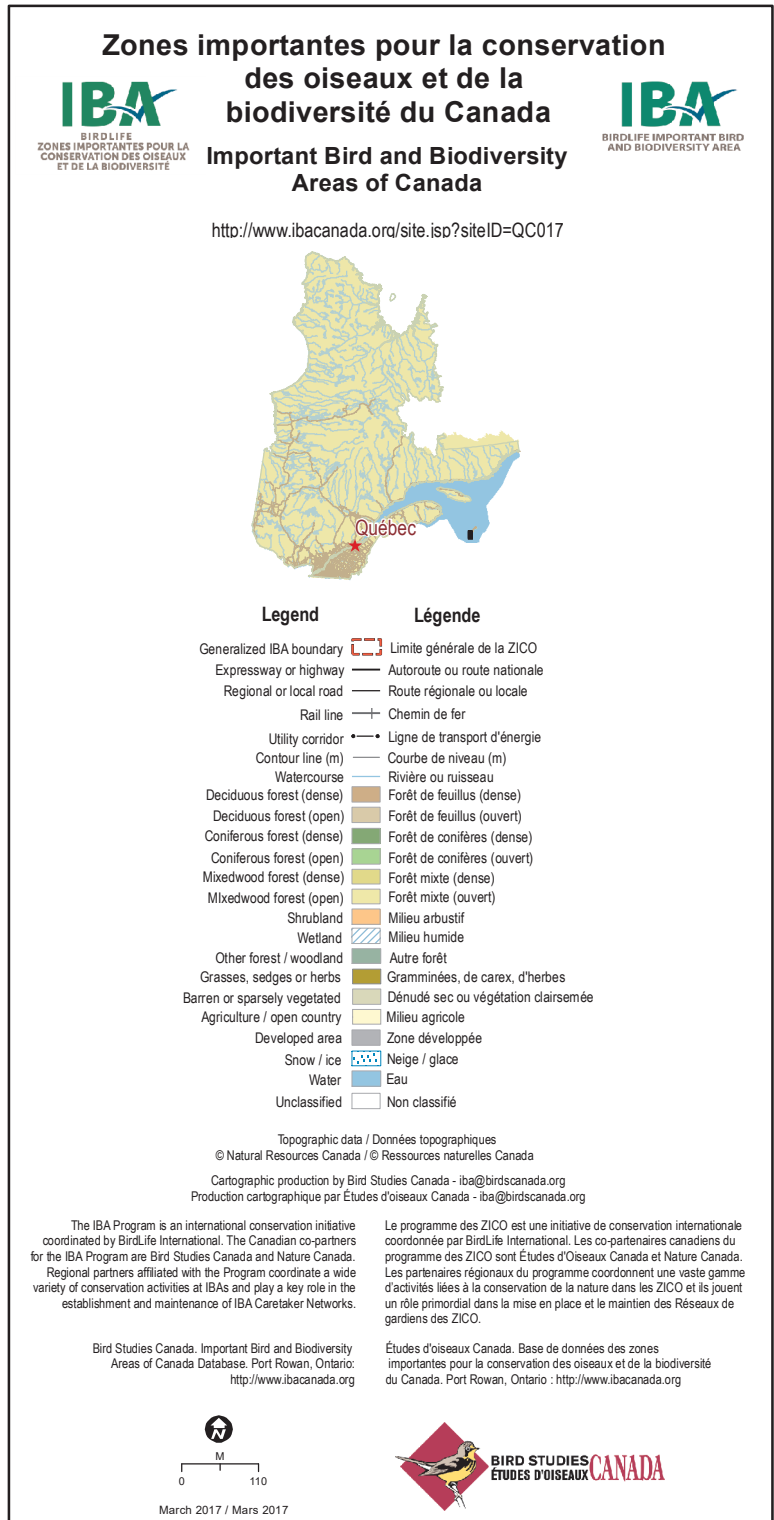 Zones importantes pour la conservation
des oiseaux et de la
biodiversité du Canada
IBA
BIRDLIFE
ZONES IMPORTANTES POUR LA
CONSERVATION DES OISEAUX
ET DE LA BIODIVERSITÉ
IBA
BIRDLIFE IMPORTANT BIRD
AND BIODIVERSITY AREA
Important Bird and Biodiversity
Areas of Canada
http://www.ibacanada.org/site.jsp?siteID=QC017
Québec
Legend Légende
Generalized IBA boundary Limite générale de la ZICO
Expressway or highway Autoroute ou route nationale
Regional or local road Route régionale ou locale
Rail line Chemin de fer
Utility corridor Ligne de transport d'énergie
Contour line (m) Courbe de niveau (m)
Watercourse Rivière ou ruisseau
Deciduous forest (dense) Forêt de feuillus (dense)
Deciduous forest (open) Forêt de feuillus (ouvert)
Coniferous forest (dense) Forêt de conifères (dense)
Coniferous forest (open) Forêt de conifères (ouvert)
Mixedwood forest (dense) Forêt mixte (dense)
MIxedwood forest (open) Forêt mixte (ouvert)
Shrubland Milieu arbustif
Wetland Milieu humide
Other forest / woodland Autre forêt
Grasses, sedges or herbs Gramminées, de carex, d'herbes
Barren or sparsely vegetated Dénudé sec ou végétation clairsemée
Agriculture / open country Milieu agricole
Developed area Zone développée
Snow / ice Neige / glace
Water Eau
Unclassified Non classifié
Topographic data / Données topographiques
© Natural Resources Canada / © Ressources naturelles Canada
Cartographic production by Bird Studies Canada - iba@birdscanada.org
Production cartographique par Études d'oiseaux Canada - iba@birdscanada.org
The IBA Program is an international conservation initiative
coordinated by BirdLife International. The Canadian co-partners
for the IBA Program are Bird Studies Canada and Nature Canada.
Regional partners affiliated with the Program coordinate a wide
variety of conservation activities at IBAs and play a key role in the
establishment and maintenance of IBA Caretaker Networks.
Le programme des ZICO est une initiative de conservation internationale
coordonnée par BirdLife International. Les co-partenaires canadiens du
programme des ZICO sont Études d'Oiseaux Canada et Nature Canada.
Les partenaires régionaux du programme coordonnent une vaste gamme
d'activités liées à la conservation de la nature dans les ZICO et ils jouent
un rôle primordial dans la mise en place et le maintien des Réseaux de
gardiens des ZICO.
Bird Studies Canada. Important Bird and Biodiversity
Areas of Canada Database. Port Rowan, Ontario:
http://www.ibacanada.org
Études d'oiseaux Canada. Base de données des zones
importantes pour la conservation des oiseaux et de la biodiversité
du Canada. Port Rowan, Ontario : http://www.ibacanada.org
N
M
0 110
March 2017 / Mars 2017
BIRD STUDIES
ÉTUDES D'OISEAUX CANADA